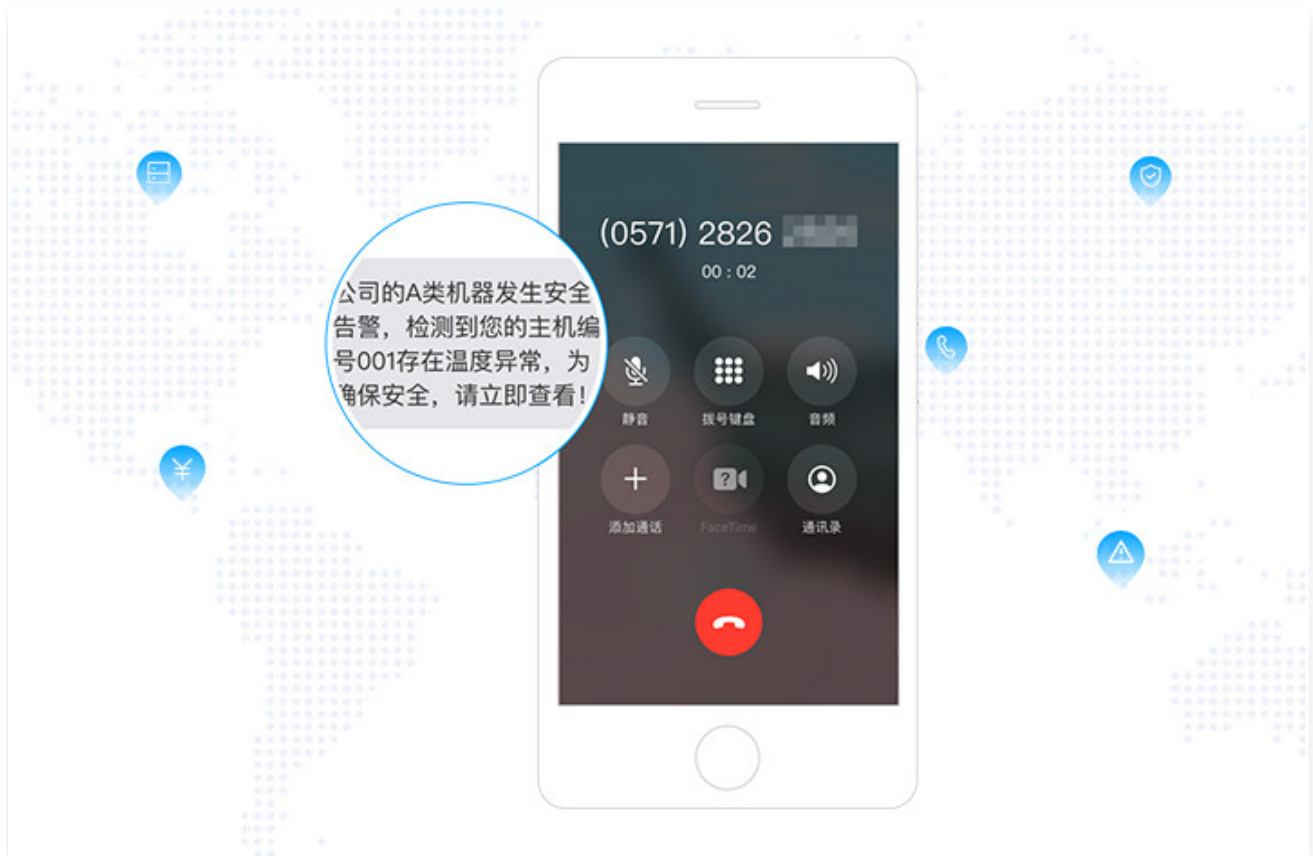 (0571) 2826
00 : 02
公司的A类机器发生安全
告警，检测到您的主机编
号001存在温度异常，为
确保安全，请立即查看！
静音
拨号键盘
音频
添加通话
FaceTime
通讯录